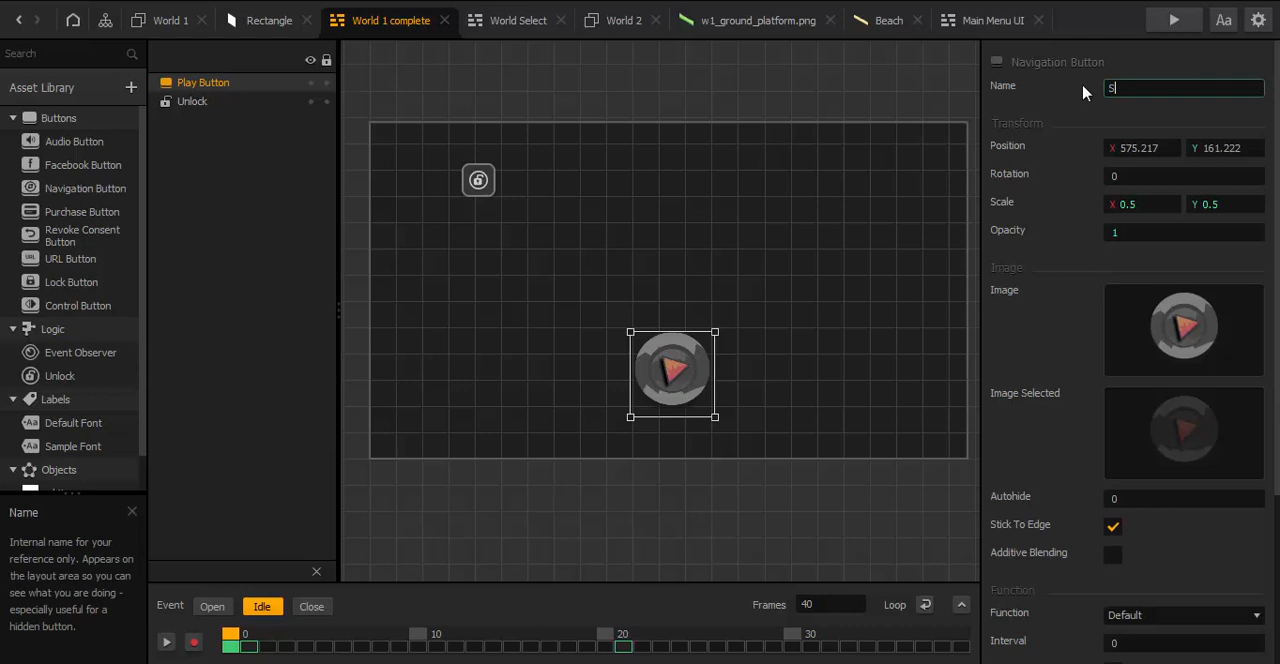 World 1
Rectangle
World 1 complete
World Select
World 2
w1_ground_platform.png
Beach
Main Menu UI
Aa
Search
Asset Library
Buttons
Audio Button
Facebook Button
Navigation Button
Purchase Button
Revoke Consent
Button
URL
URL Button
Lock Button
Control Button
Logic
Event Observer
Unlock
Labels
Aa Default Font
Aa Sample Font
Objects
Name
Internal name for your
reference only. Appears on
the layout area so you can
see what you are doing -
especially useful for a
hidden button.
Play Button
Unlock
Event Open Idle Close
Frames 40 Loop
0 10 20 30
Navigation Button
Name S
Transform
Position X 575.217 Y 161.222
Rotation 0
Scale X 0.5 Y 0.5
Opacity 1
Image
Image
Image Selected
Autohide 0
Stick To Edge
Additive Blending
Function
Function Default
Interval 0